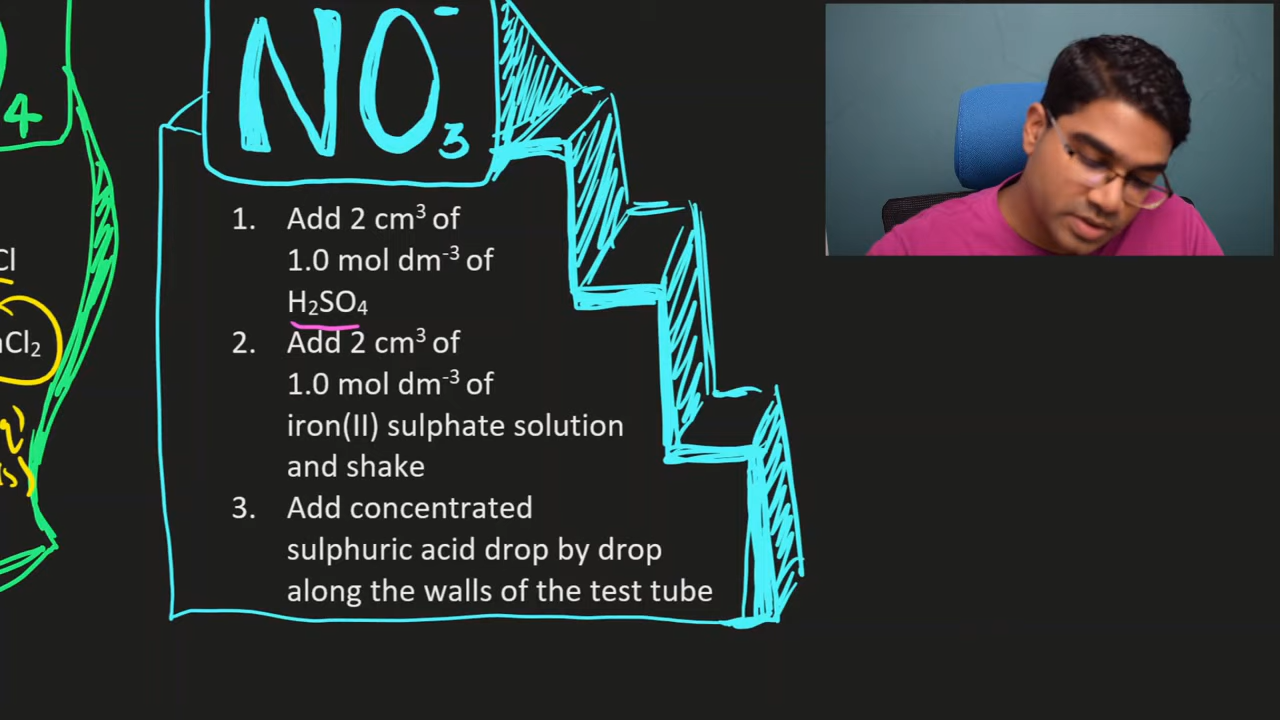 4
NO₃⁻
Cl
nCl₂
1. Add 2 cm³ of
1.0 mol dm⁻³ of
H₂SO₄
2. Add 2 cm³ of
1.0 mol dm⁻³ of
iron(II) sulphate solution
and shake
3. Add concentrated
sulphuric acid drop by drop
along the walls of the test tube